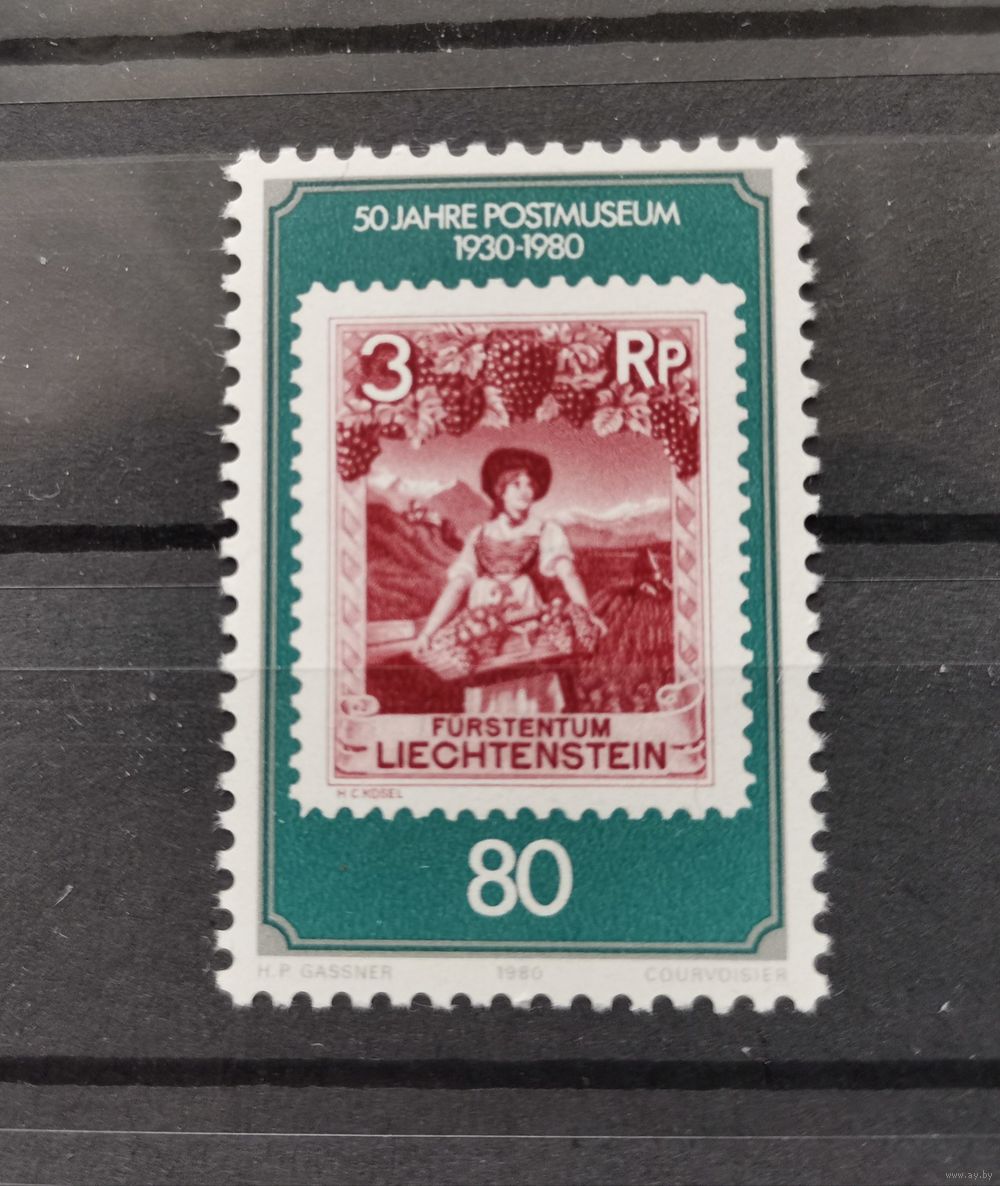 50 JAHRE POSTMUSEUM
1930-1980
3 RP
FÜRSTENTUM
LIECHTENSTEIN
H C KOSEL
80
H.P. GASSNER 1980 COURVOISIER
www.ay.by